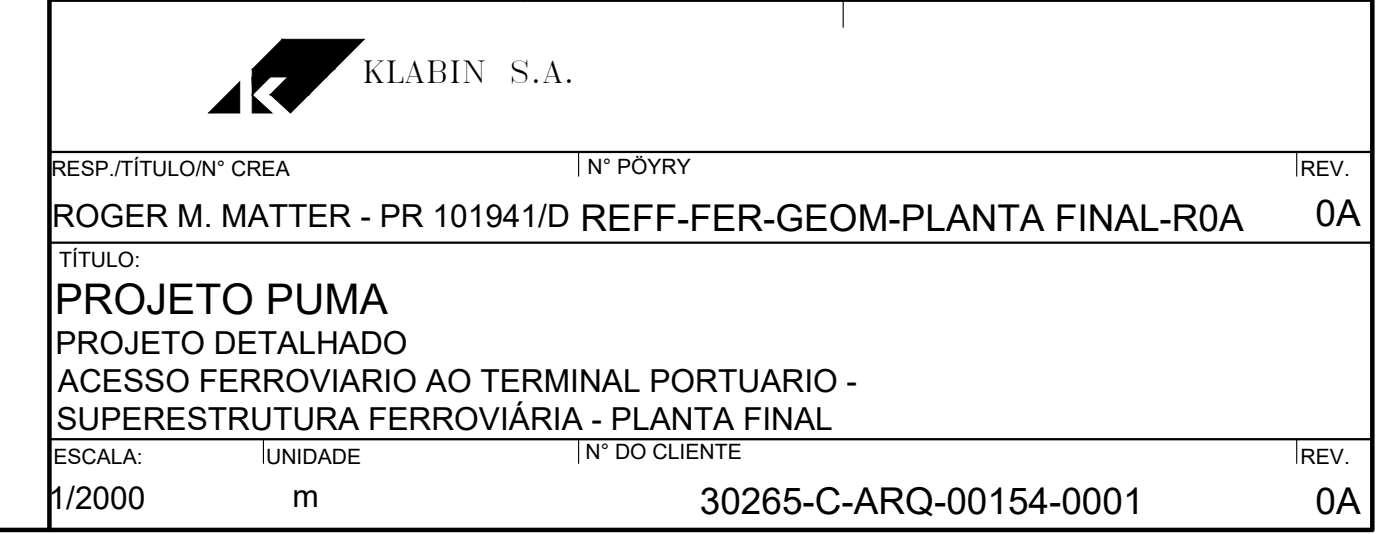 KLABIN S.A.
RESP./TÍTULO/N° CREA N° PÖYRY REV.
ROGER M. MATTER - PR 101941/D REFF-FER-GEOM-PLANTA FINAL-R0A 0A
TÍTULO:
PROJETO PUMA
PROJETO DETALHADO
ACESSO FERROVIARIO AO TERMINAL PORTUARIO -
SUPERESTRUTURA FERROVIÁRIA - PLANTA FINAL
ESCALA: UNIDADE N° DO CLIENTE REV.
1/2000 m 30265-C-ARQ-00154-0001 0A